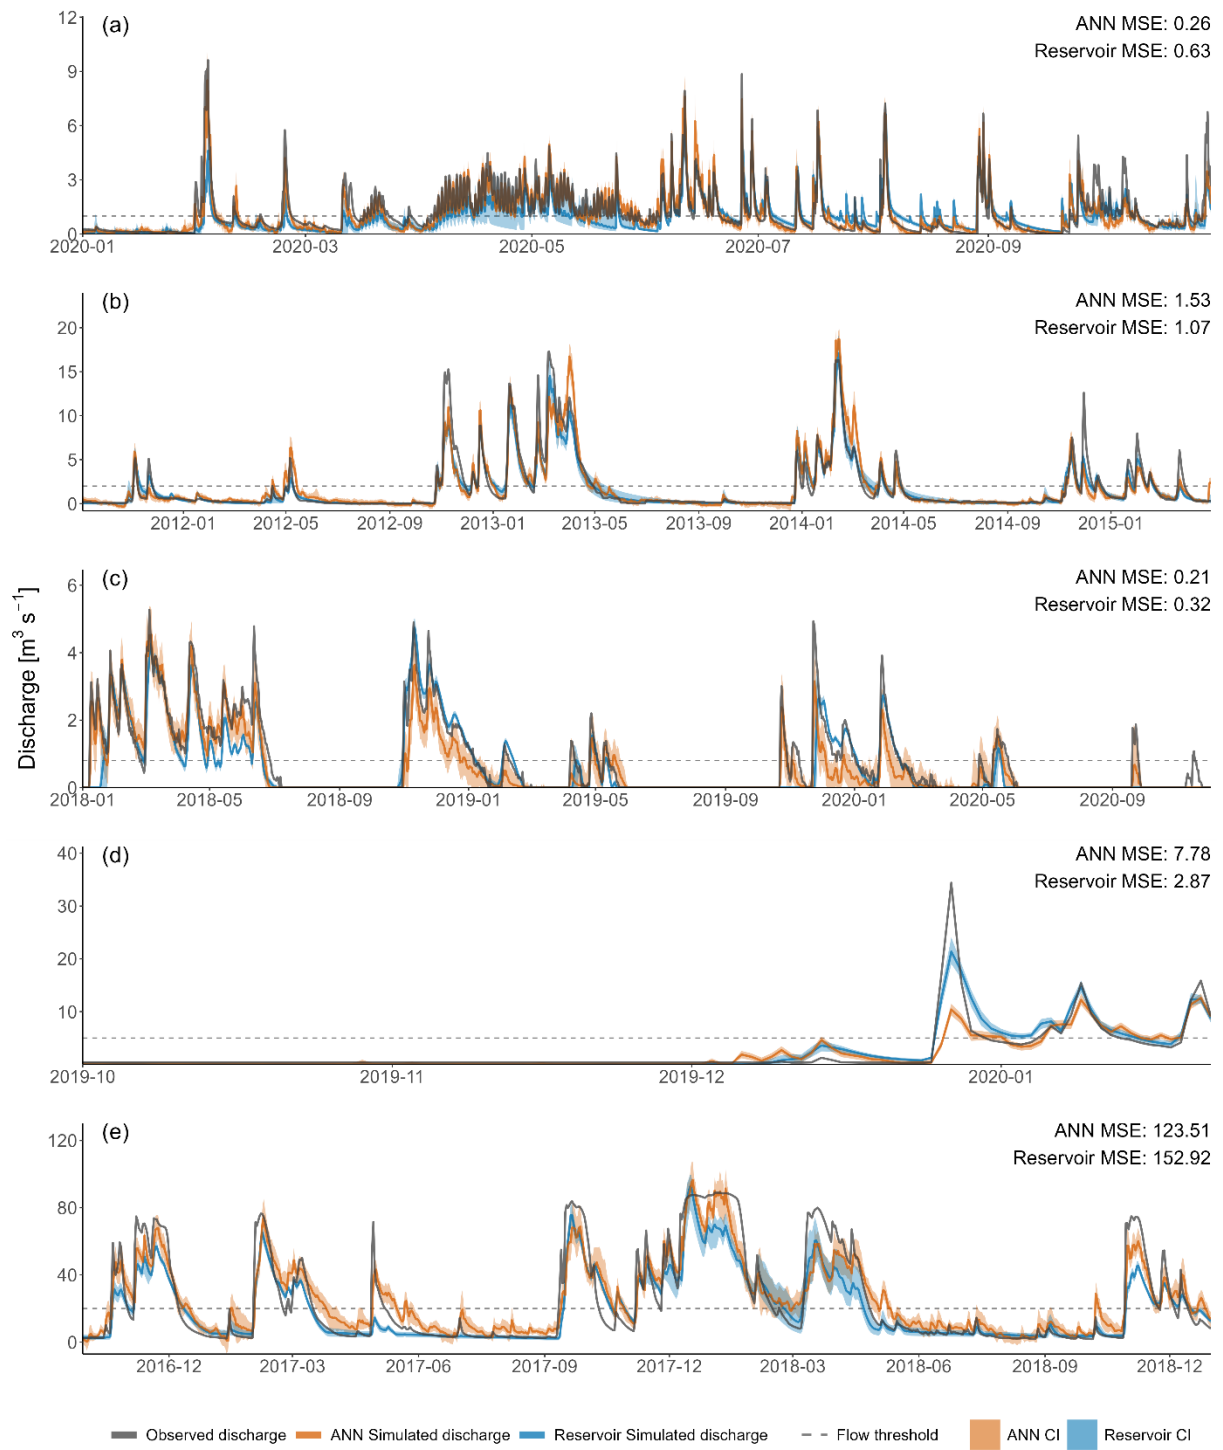 (a)
ANN MSE: 0.26
Reservoir MSE: 0.63
12
9
6
3
0
2020-01 2020-03 2020-05 2020-07 2020-09
(b)
ANN MSE: 1.53
Reservoir MSE: 1.07
20
15
10
5
0
2012-01 2012-05 2012-09 2013-01 2013-05 2013-09 2014-01 2014-05 2014-09 2015-01
Discharge [m³ s⁻¹]
(c)
ANN MSE: 0.21
Reservoir MSE: 0.32
6
4
2
0
2018-01 2018-05 2018-09 2019-01 2019-05 2019-09 2020-01 2020-05 2020-09
(d)
ANN MSE: 7.78
Reservoir MSE: 2.87
40
30
20
10
2019-10 2019-11 2019-12 2020-01
(e)
ANN MSE: 123.51
Reservoir MSE: 152.92
120
80
40
0
2016-12 2017-03 2017-06 2017-09 2017-12 2018-03 2018-06 2018-09 2018-12
Observed discharge ANN Simulated discharge Reservoir Simulated discharge Flow threshold ANN CI Reservoir CI